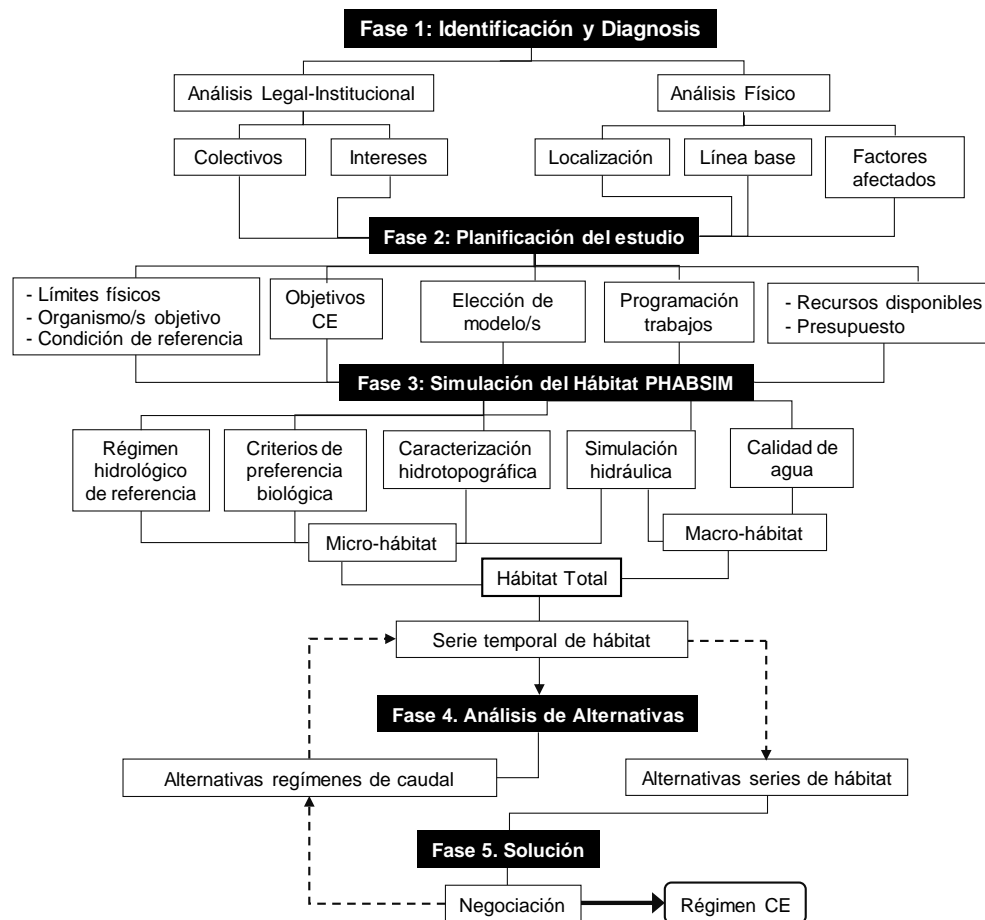 Fase 1: Identificación y Diagnosis
Análisis Legal-Institucional
Análisis Físico
Colectivos
Intereses
Localización
Línea base
Factores
afectados
Fase 2: Planificación del estudio
- Límites físicos
- Organismo/s objetivo
- Condición de referencia
Objetivos
CE
Elección de
modelo/s
Programación
trabajos
- Recursos disponibles
- Presupuesto
Fase 3: Simulación del Hábitat PHABSIM
Régimen
hidrológico
de referencia
Criterios de
preferencia
biológica
Caracterización
hidrotopográfica
Simulación
hidráulica
Calidad de
agua
Micro-hábitat
Macro-hábitat
Hábitat Total
Serie temporal de hábitat
Fase 4. Análisis de Alternativas
Alternativas regímenes de caudal
Alternativas series de hábitat
Fase 5. Solución
Negociación
Régimen CE